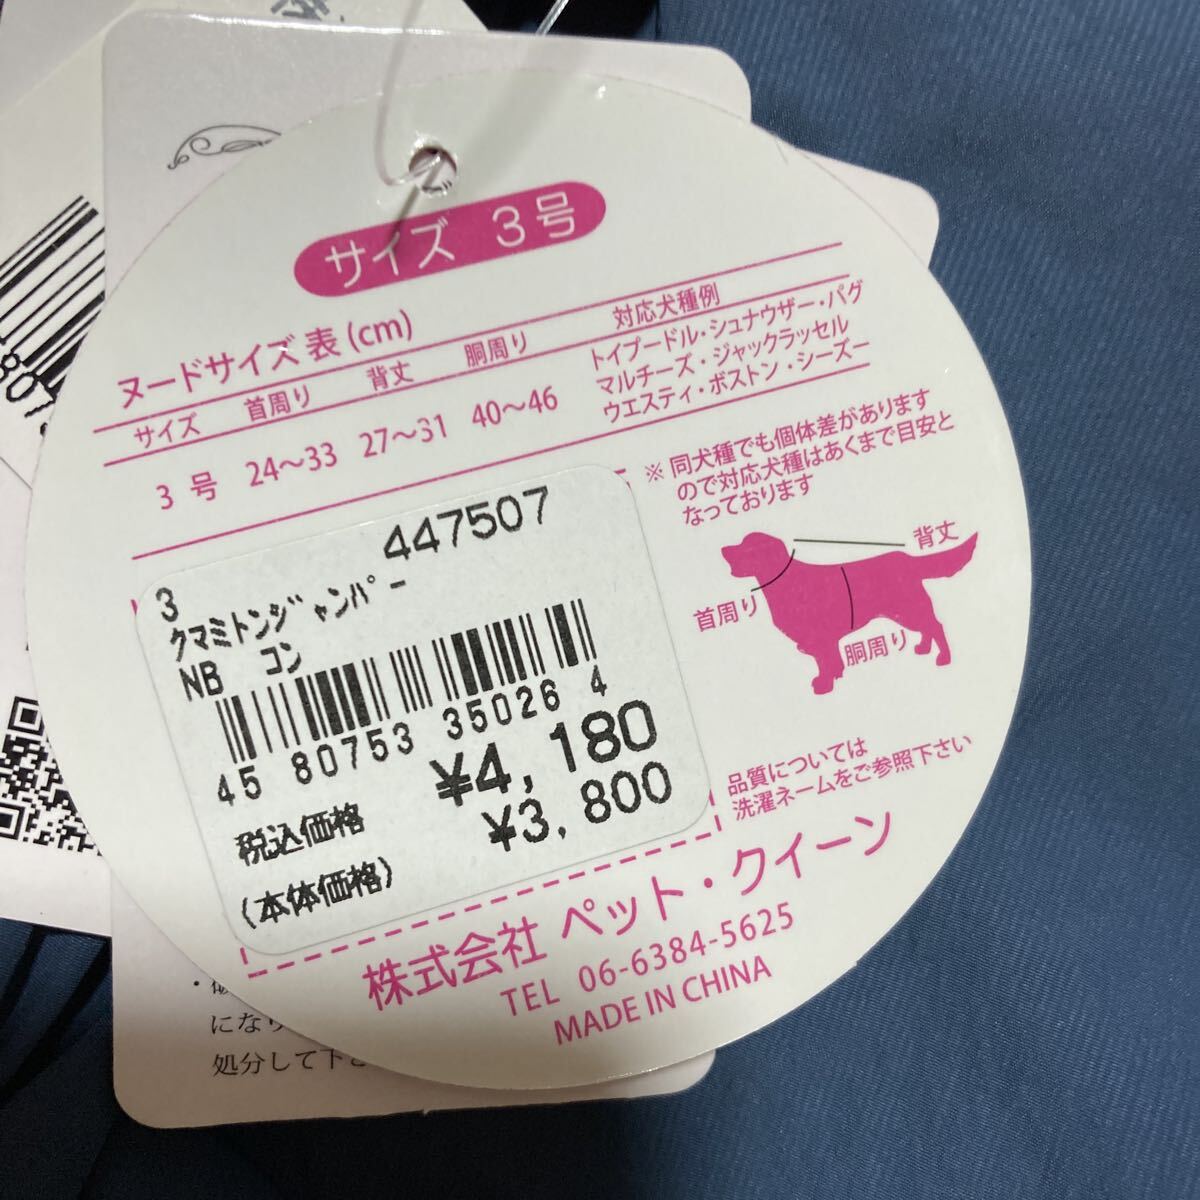 サイズ 3号
ヌードサイズ表(cm)
サイズ 首周り 背丈 胴周り 対応犬種例
3 号 24〜33 27〜31 40〜46
トイプードル・シュナウザー・パグ
マルチーズ・ジャックラッセル
ウエスティ・ボストン・シーズー
※ 同犬種でも個体差があります
ので対応犬種はあくまで目安と
なっております
背丈
首周り
胴周り
447507
3
クマミトンジャンパー
NB コン
45 80753 35026 4
¥4,180
税込価格
¥3,800
(本体価格)
品質については
洗濯ネームをご参照下さい
株式会社 ペット・クイーン
TEL 06-6384-5625
MADE IN CHINA
になり
処分して下さ